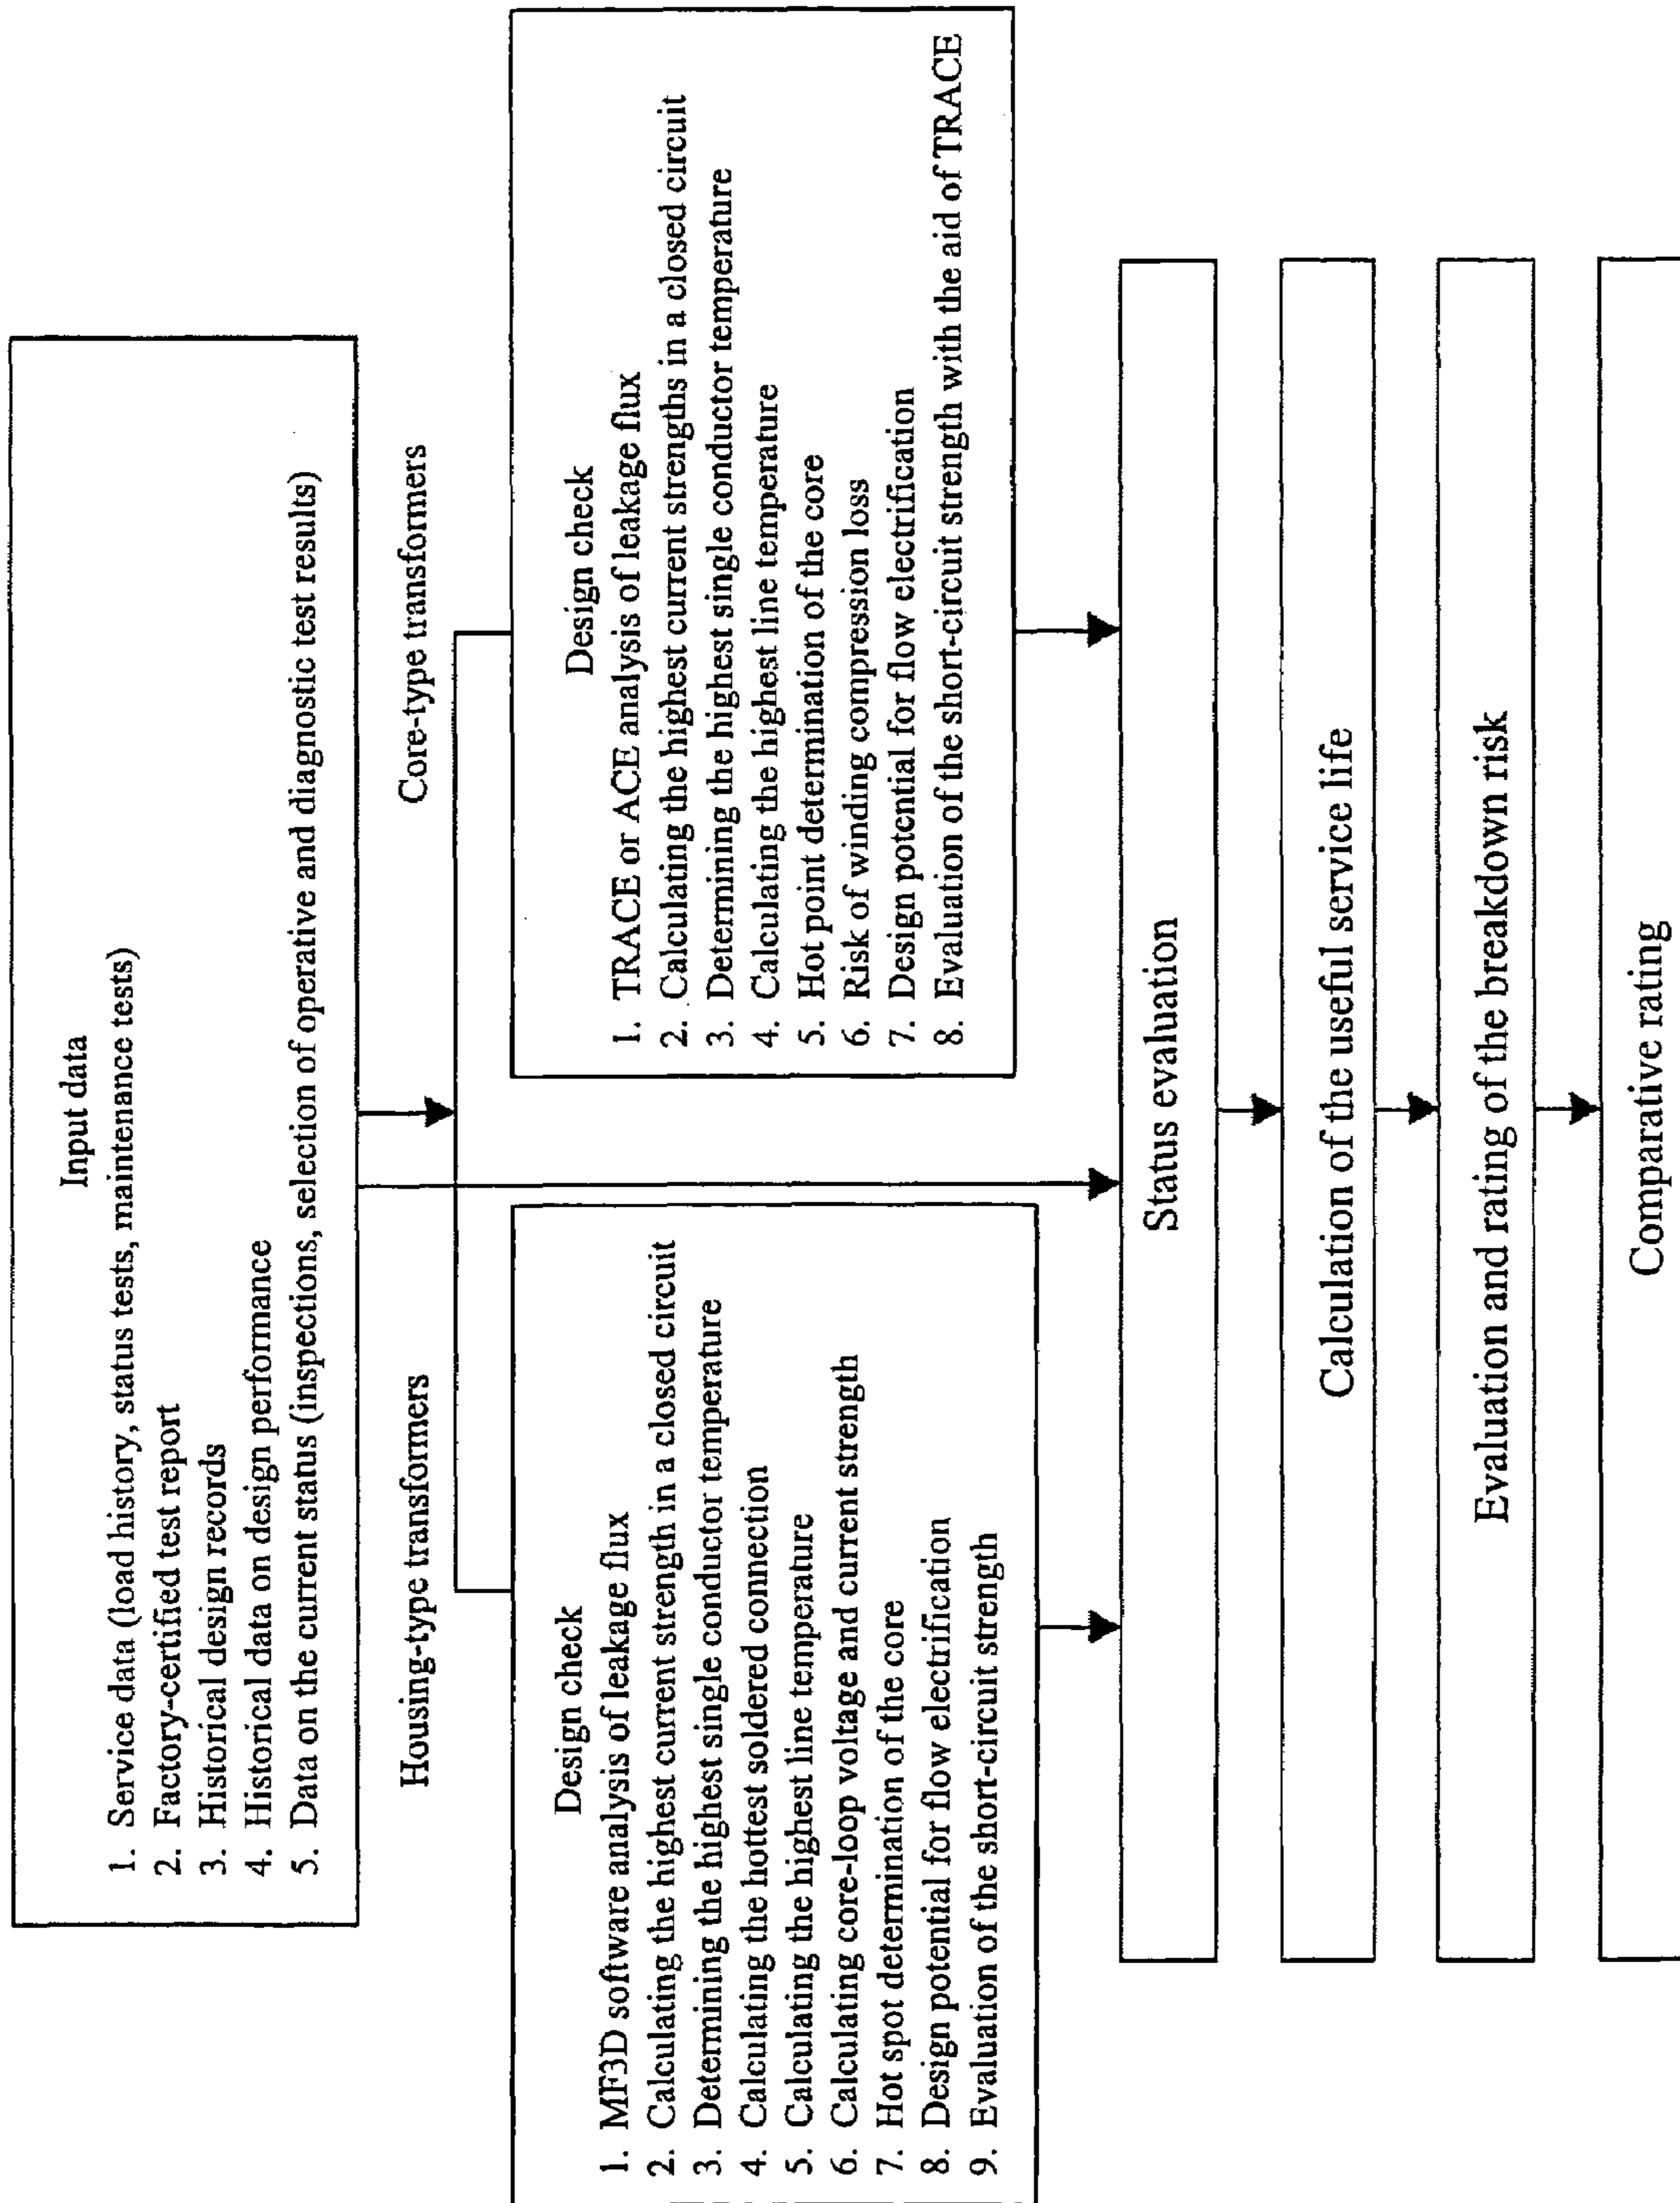 Input data
1. Service data (load history, status tests, maintenance tests)
2. Factory-certified test report
3. Historical design records
4. Historical data on design performance
5. Data on the current status (inspections, selection of operative and diagnostic test results)
Housing-type transformers
Core-type transformers
Design check
1. MF3D software analysis of leakage flux
2. Calculating the highest current strength in a closed circuit
3. Determining the highest single conductor temperature
4. Calculating the hottest soldered connection
5. Calculating the highest line temperature
6. Calculating core-loop voltage and current strength
7. Hot spot determination of the core
8. Design potential for flow electrification
9. Evaluation of the short-circuit strength
Design check
1. TRACE or ACE analysis of leakage flux
2. Calculating the highest current strengths in a closed circuit
3. Determining the highest single conductor temperature
4. Calculating the highest line temperature
5. Hot point determination of the core
6. Risk of winding compression loss
7. Design potential for flow electrification
8. Evaluation of the short-circuit strength with the aid of TRACE
Status evaluation
Calculation of the useful service life
Evaluation and rating of the breakdown risk
Comparative rating